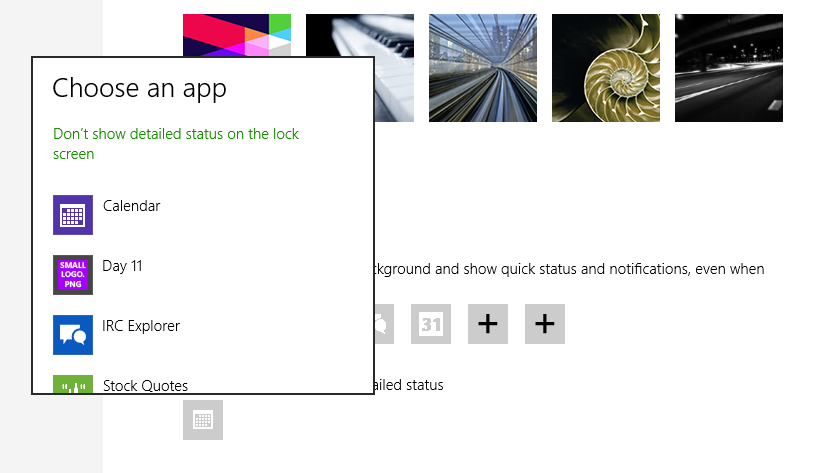 Choose an app
Don't show detailed status on the lock
screen
Calendar
SMALL
LOGO.
PNG
Day 11
IRC Explorer
Stock Quotes
ckground and show quick status and notifications, even when
31
ailed status